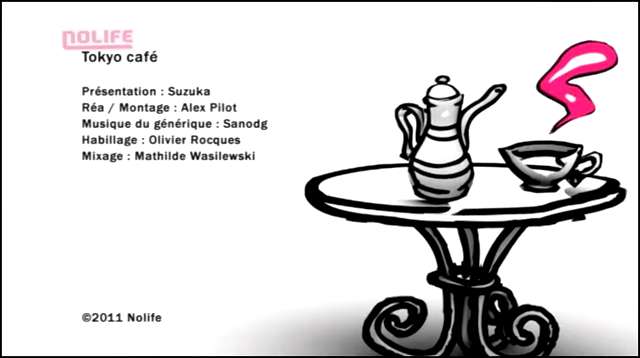 NOLIFE
Tokyo café
Présentation : Suzuka
Réa / Montage : Alex Pilot
Musique du générique : Sanodg
Habillage : Olivier Rocques
Mixage : Mathilde Wasilewski
©2011 Nolife